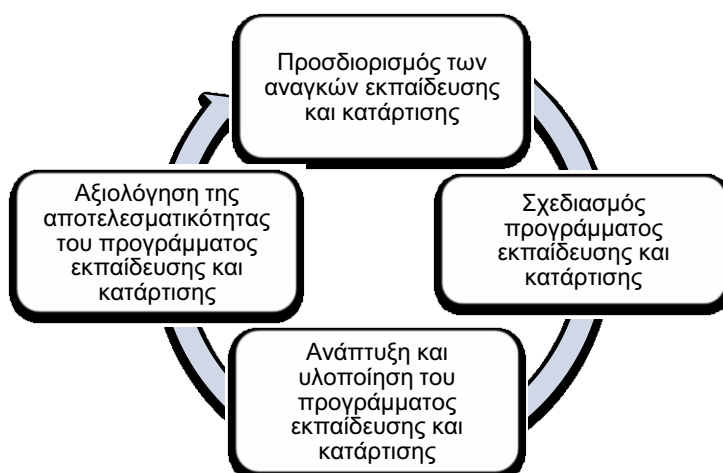 Προσδιορισμός των
αναγκών εκπαίδευσης
και κατάρτισης
Σχεδιασμός
προγράμματος
εκπαίδευσης και
κατάρτισης
Ανάπτυξη και
υλοποίηση του
προγράμματος
εκπαίδευσης και
κατάρτισης
Αξιολόγηση της
αποτελεσματικότητας
του προγράμματος
εκπαίδευσης και
κατάρτισης